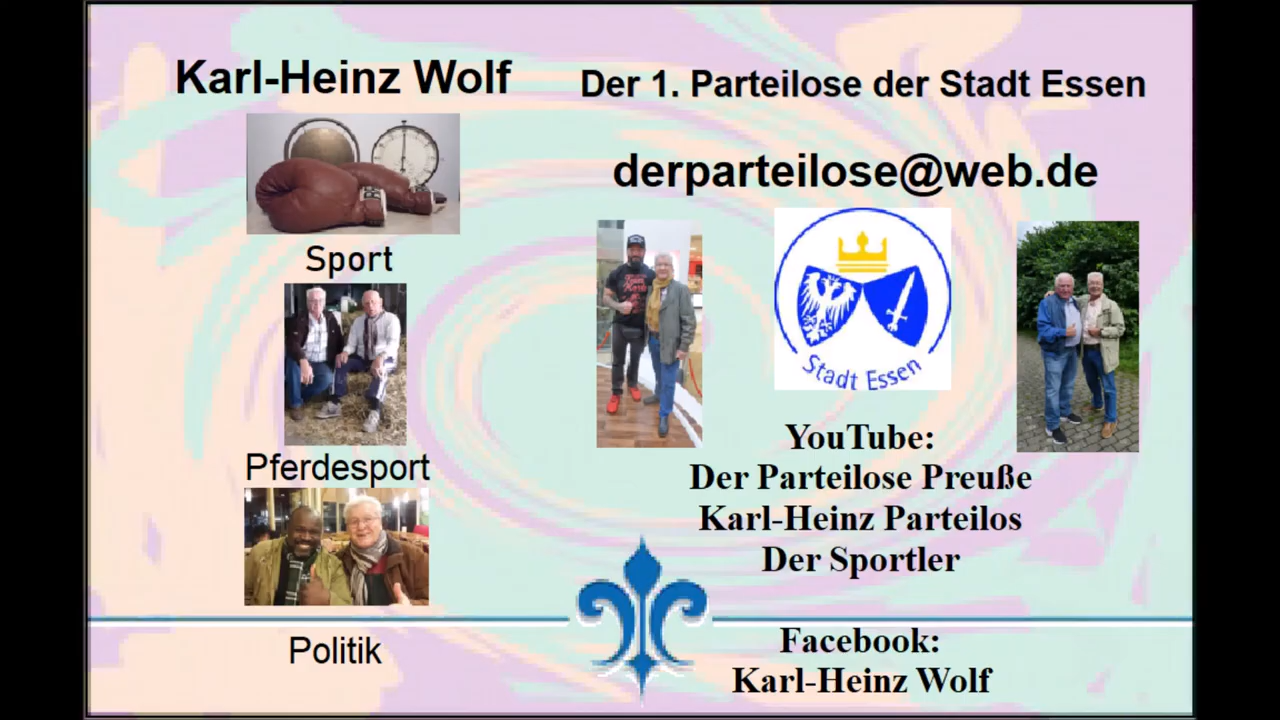 Karl-Heinz Wolf
Der 1. Parteilose der Stadt Essen
derparteilose@web.de
Sport
Pferdesport
Politik
Stadt Essen
YouTube:
Der Parteilose Preuße
Karl-Heinz Parteilos
Der Sportler
Facebook:
Karl-Heinz Wolf